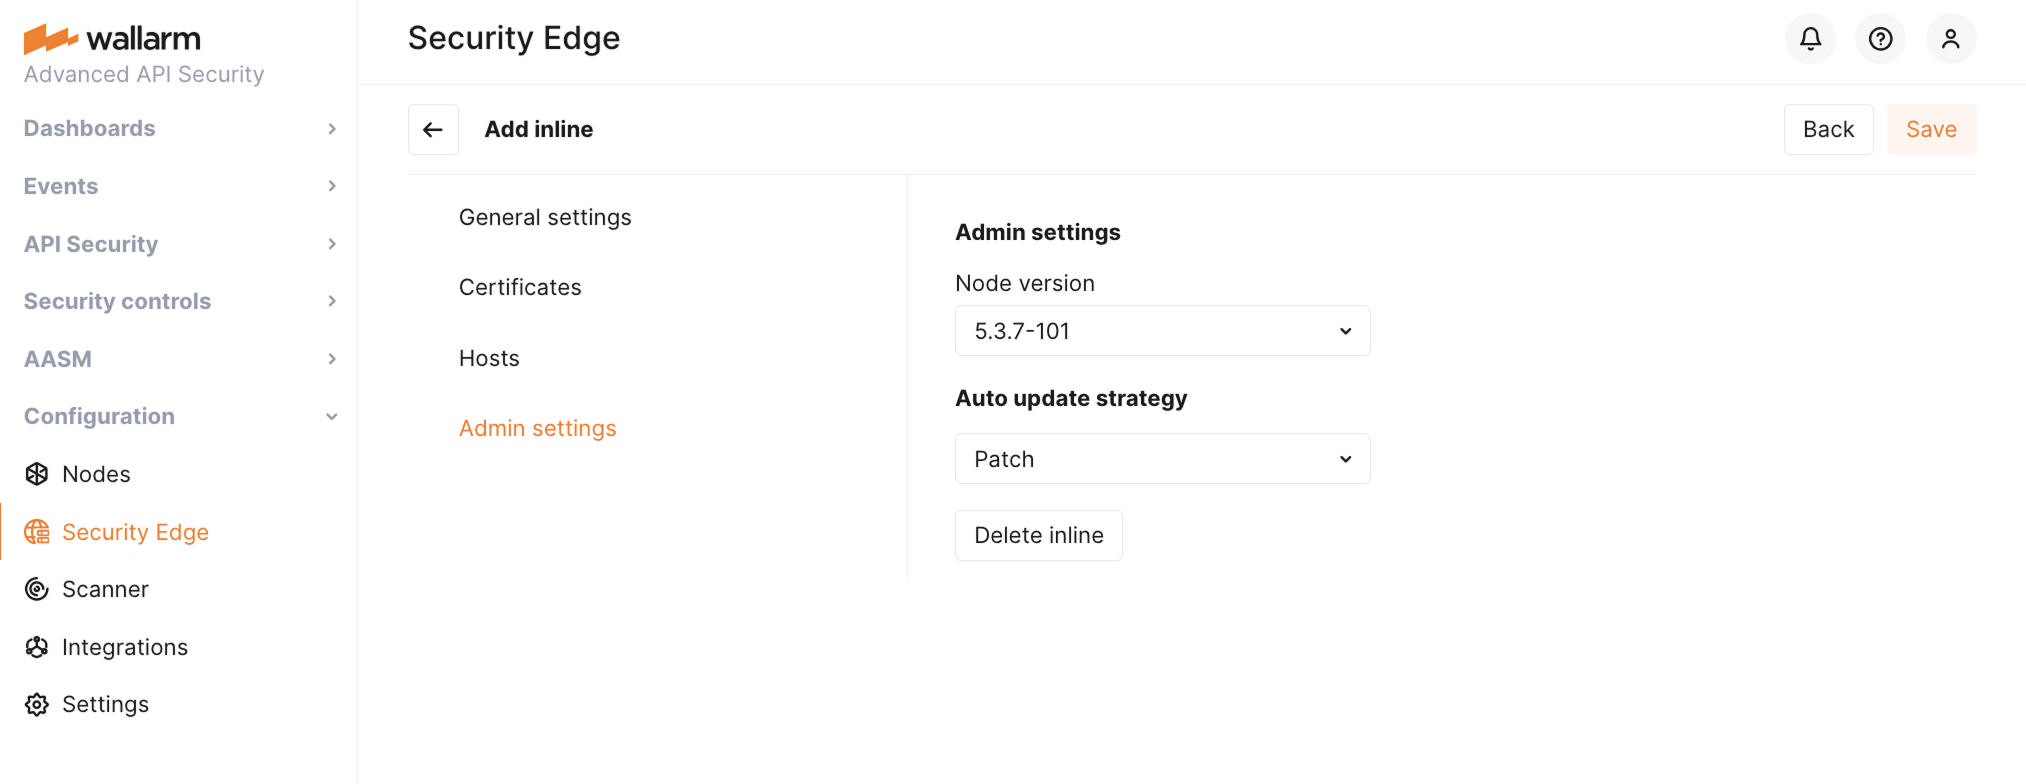 wallarm
Advanced API Security
Dashboards
Events
API Security
Security controls
AASM
Configuration
Nodes
Security Edge
Scanner
Integrations
Settings
Security Edge
Add inline
Back
Save
General settings
Certificates
Hosts
Admin settings
Admin settings
Node version
5.3.7-101
Auto update strategy
Patch
Delete inline